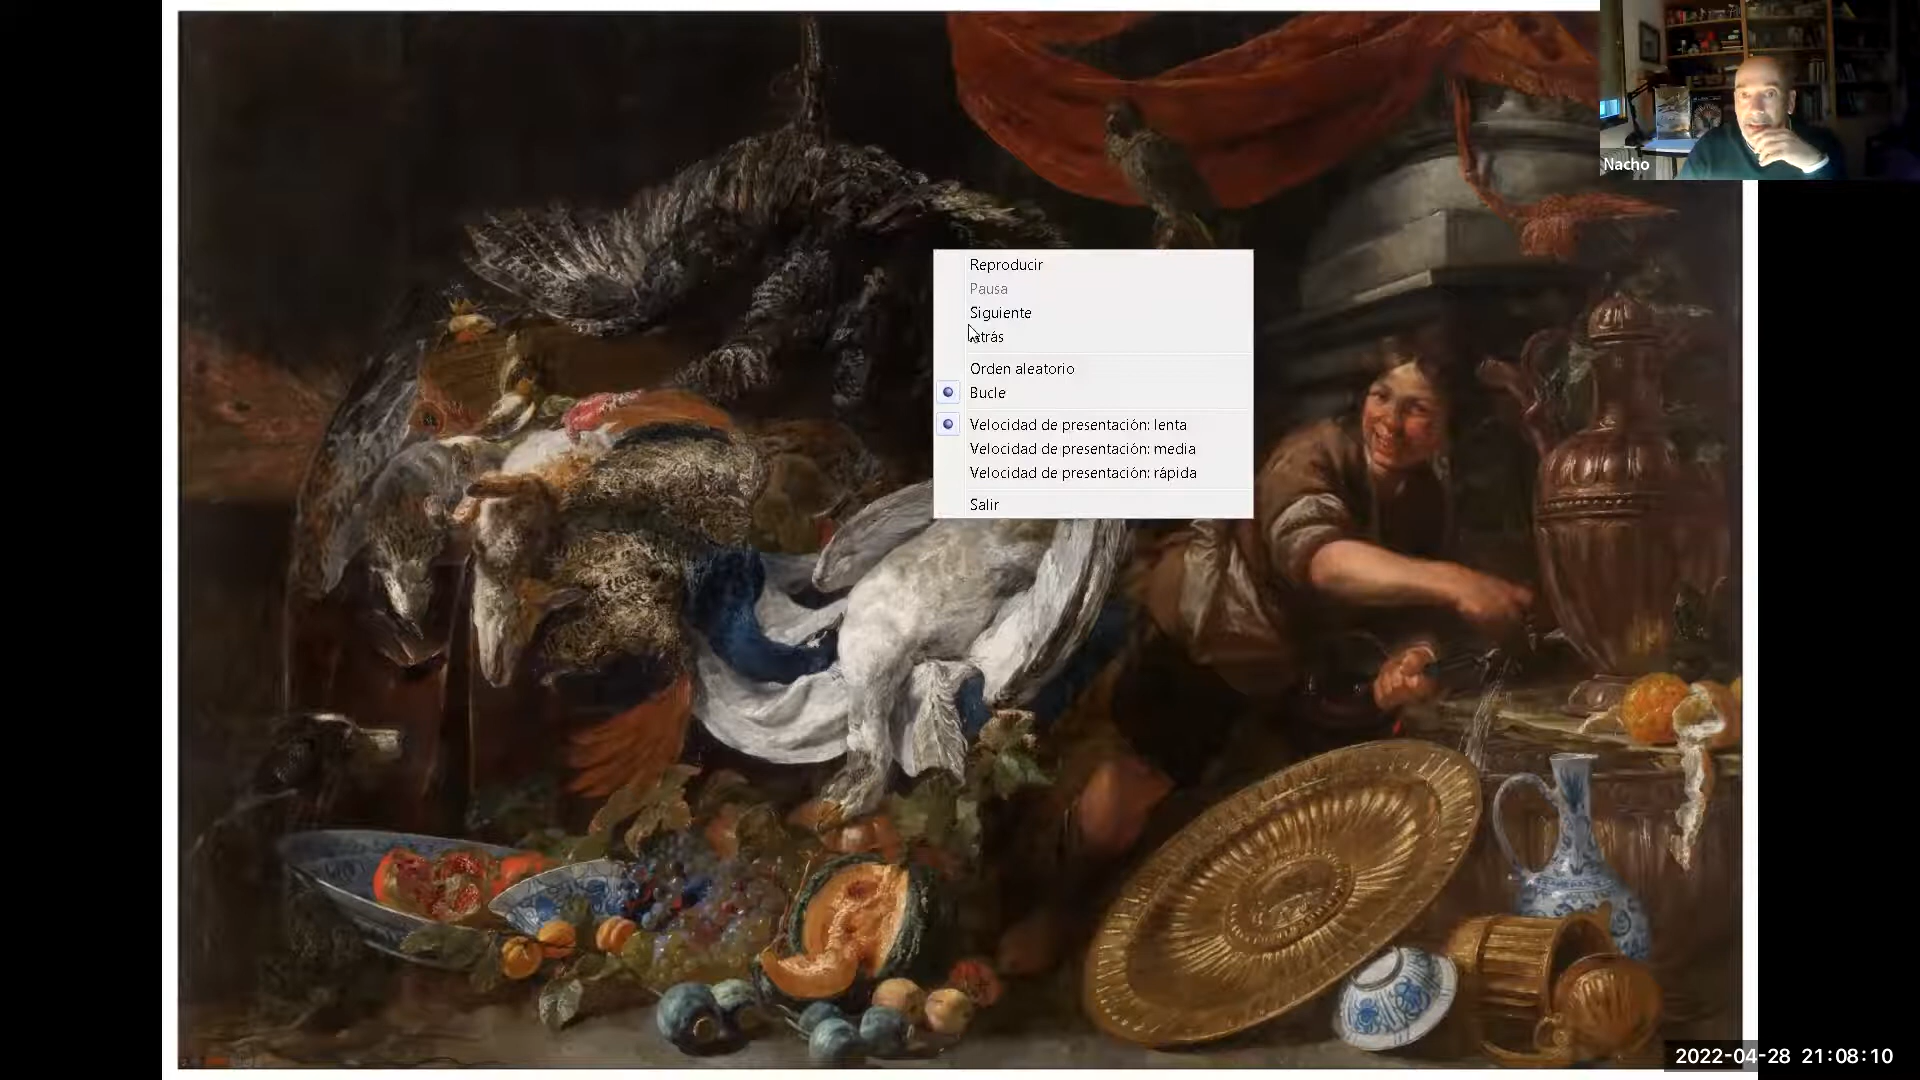 Nacho
Reproducir
Pausa
Siguiente
Atrás
Orden aleatorio
Bucle
Velocidad de presentación: lenta
Velocidad de presentación: media
Velocidad de presentación: rápida
Salir
2022-04-28 21:08:10